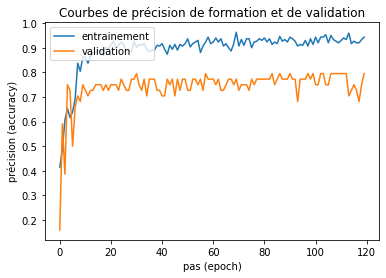 Courbes de précision de formation et de validation
entrainement
validation
précision (accuracy)
1.0
0.9
0.8
0.7
0.6
0.5
0.4
0.3
0.2
0 20 40 60 80 100 120
pas (epoch)